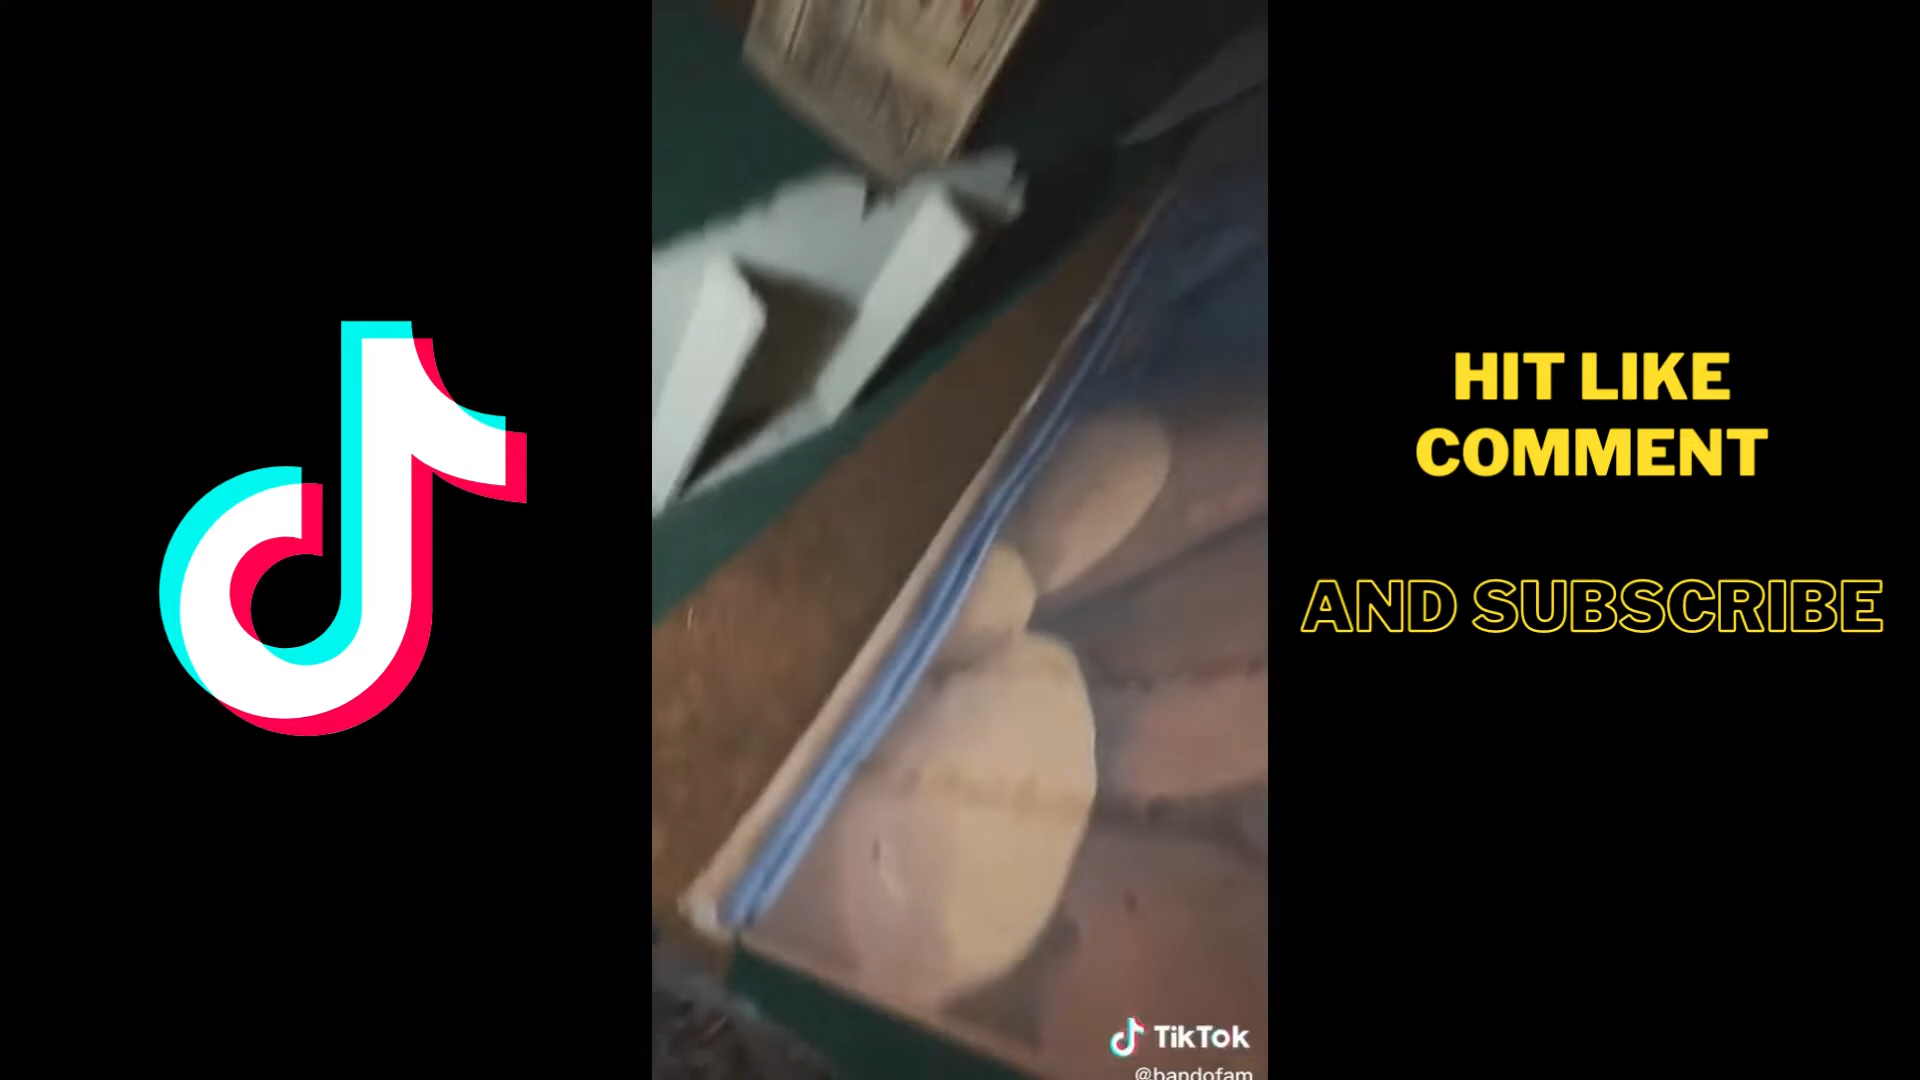 HIT LIKE
COMMENT
AND SUBSCRIBE
TikTok
@bandofam